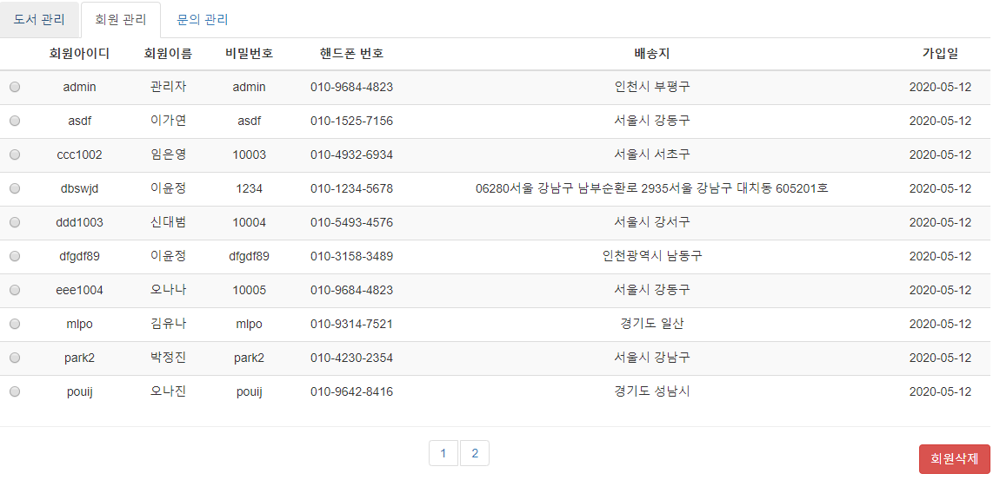 도서 관리 회원 관리 문의 관리
회원아이디 회원이름 비밀번호 핸드폰 번호 배송지 가입일
admin 관리자 admin 010-9684-4823 인천시 부평구 2020-05-12
asdf 이가연 asdf 010-1525-7156 서울시 강동구 2020-05-12
ccc1002 임은영 10003 010-4932-6934 서울시 서초구 2020-05-12
dbswjd 이윤정 1234 010-1234-5678 06280서울 강남구 남부순환로 2935서울 강남구 대치동 605201호 2020-05-12
ddd1003 신대범 10004 010-5493-4576 서울시 강서구 2020-05-12
dfgdf89 이윤정 dfgdf89 010-3158-3489 인천광역시 남동구 2020-05-12
eee1004 오나나 10005 010-9684-4823 서울시 강동구 2020-05-12
mlpo 김유나 mlpo 010-9314-7521 경기도 일산 2020-05-12
park2 박정진 park2 010-4230-2354 서울시 강남구 2020-05-12
pouij 오나진 pouij 010-9642-8416 경기도 성남시 2020-05-12
1 2
회원삭제